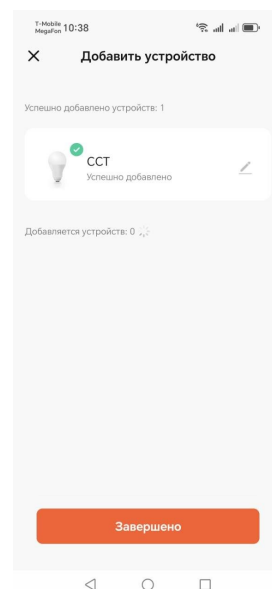 T-Mobile
MegaFon 10:38
Добавить устройство
Успешно добавлено устройств: 1
CCT
Успешно добавлено
Добавляется устройств: 0
Завершено